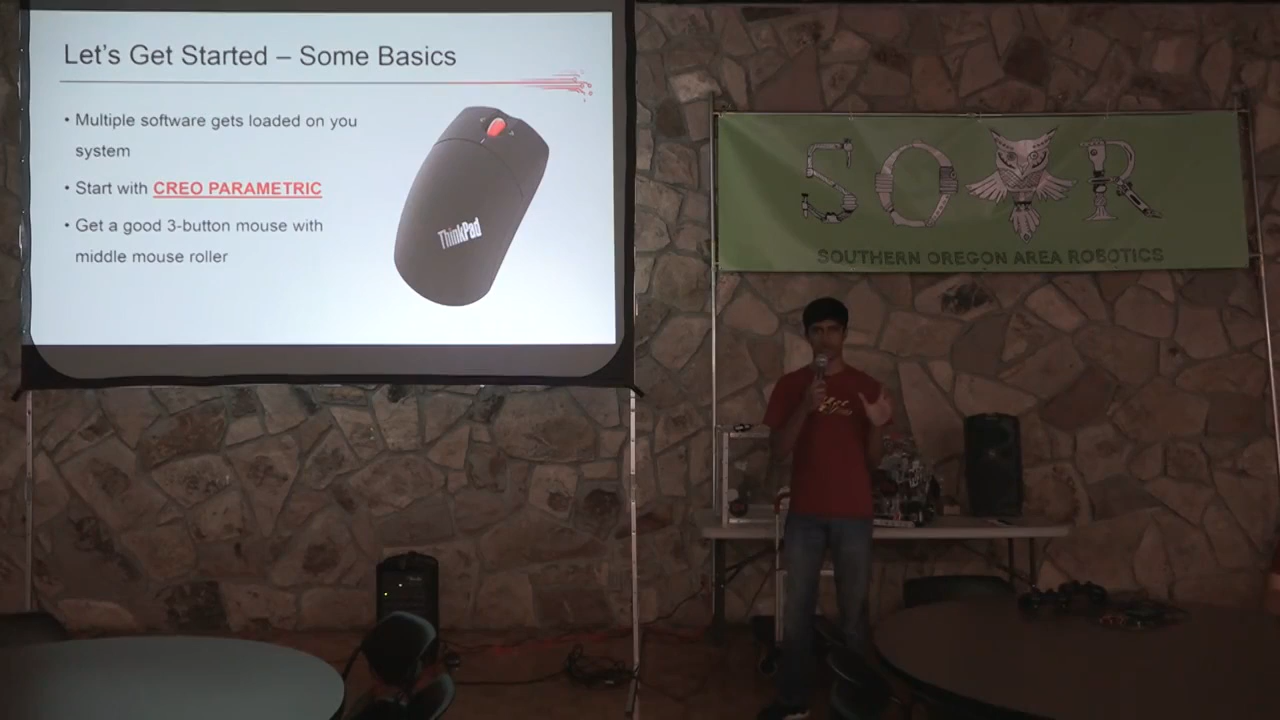 Let's Get Started – Some Basics
• Multiple software gets loaded on you
system
• Start with CREO PARAMETRIC
• Get a good 3-button mouse with
middle mouse roller
ThinkPad
SOAR
SOUTHERN OREGON AREA ROBOTICS